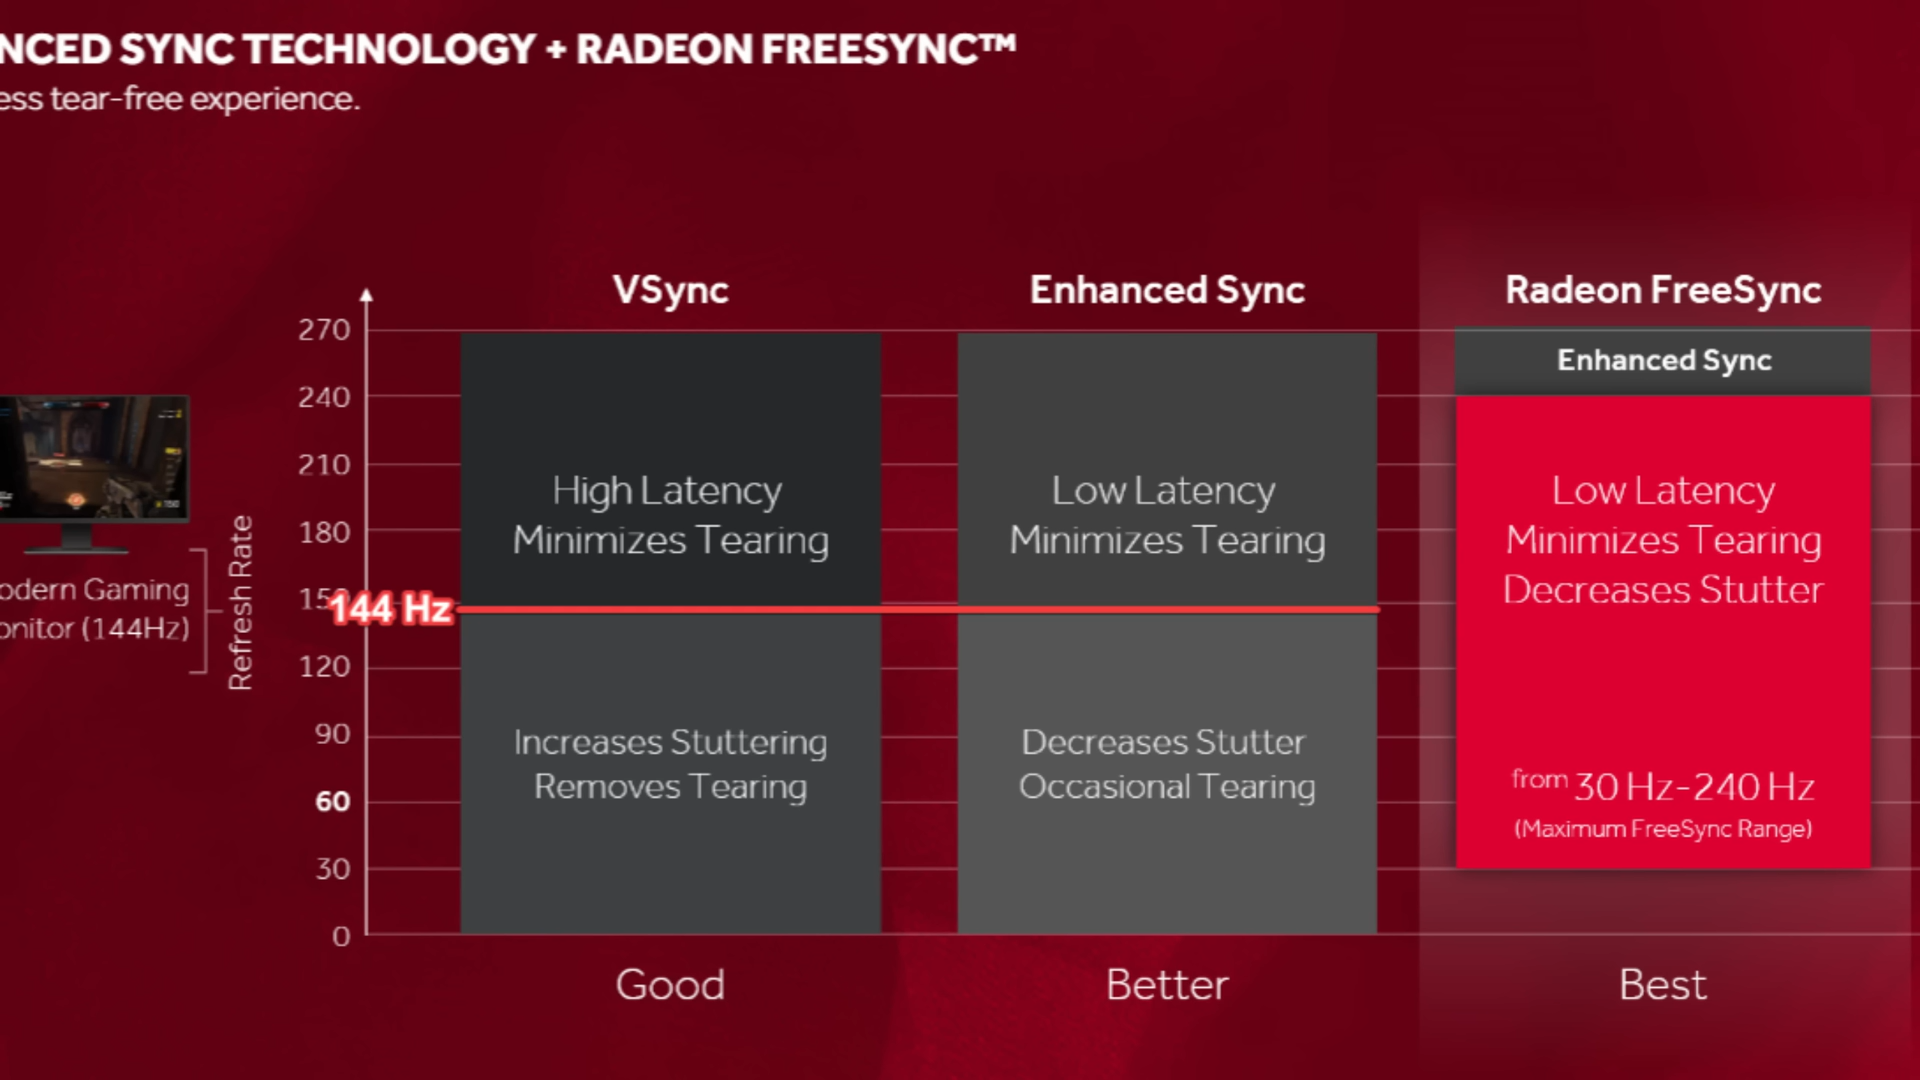 NCED SYNC TECHNOLOGY + RADEON FREESYNC™
ess tear-free experience.
VSync
Enhanced Sync
Radeon FreeSync
270
240
210
180
144 Hz
120
90
60
30
0
Refresh Rate
odern Gaming
onitor (144Hz)
High Latency
Minimizes Tearing
Increases Stuttering
Removes Tearing
Low Latency
Minimizes Tearing
Decreases Stutter
Occasional Tearing
Enhanced Sync
Low Latency
Minimizes Tearing
Decreases Stutter
from 30 Hz-240 Hz
(Maximum FreeSync Range)
Good
Better
Best